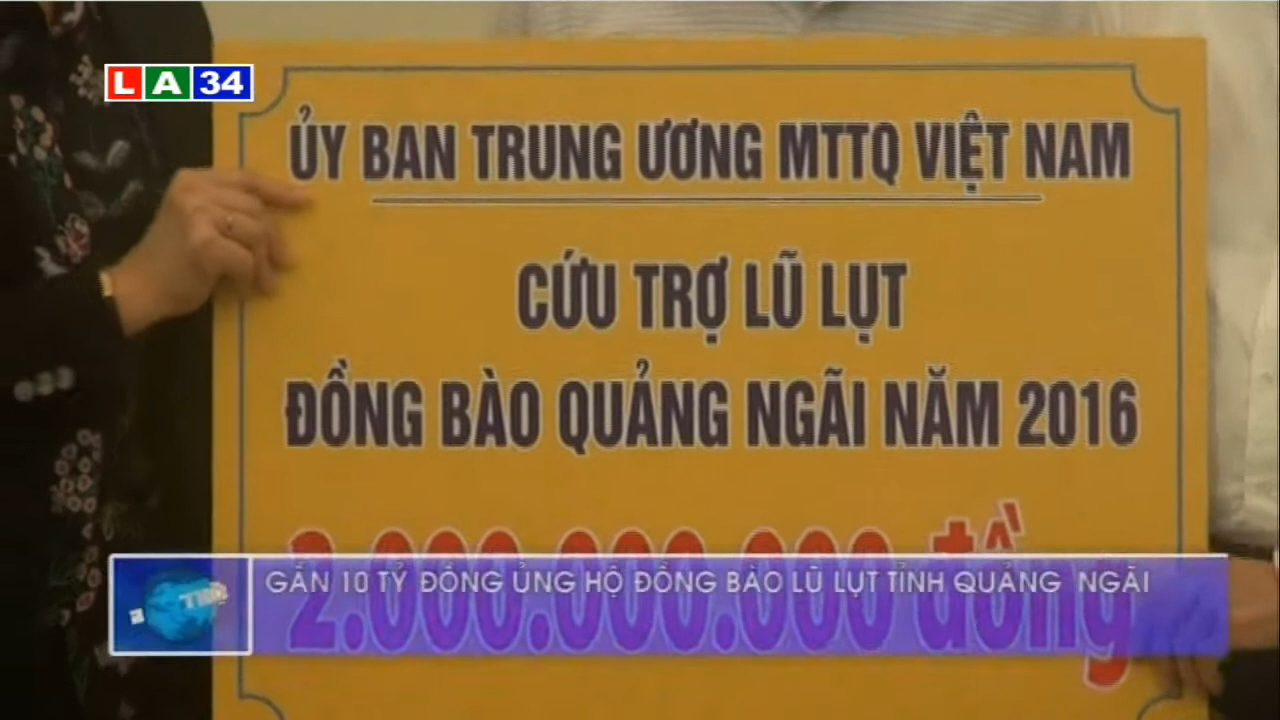 LA34
ỦY BAN TRUNG ƯƠNG MTTQ VIỆT NAM
CỨU TRỢ LŨ LỤT
ĐỒNG BÀO QUẢNG NGÃI NĂM 2016
2.000.000.000 đồng
GẦN 10 TỶ ĐỒNG ỦNG HỘ ĐỒNG BÀO LŨ LỤT TỈNH QUẢNG NGÃI